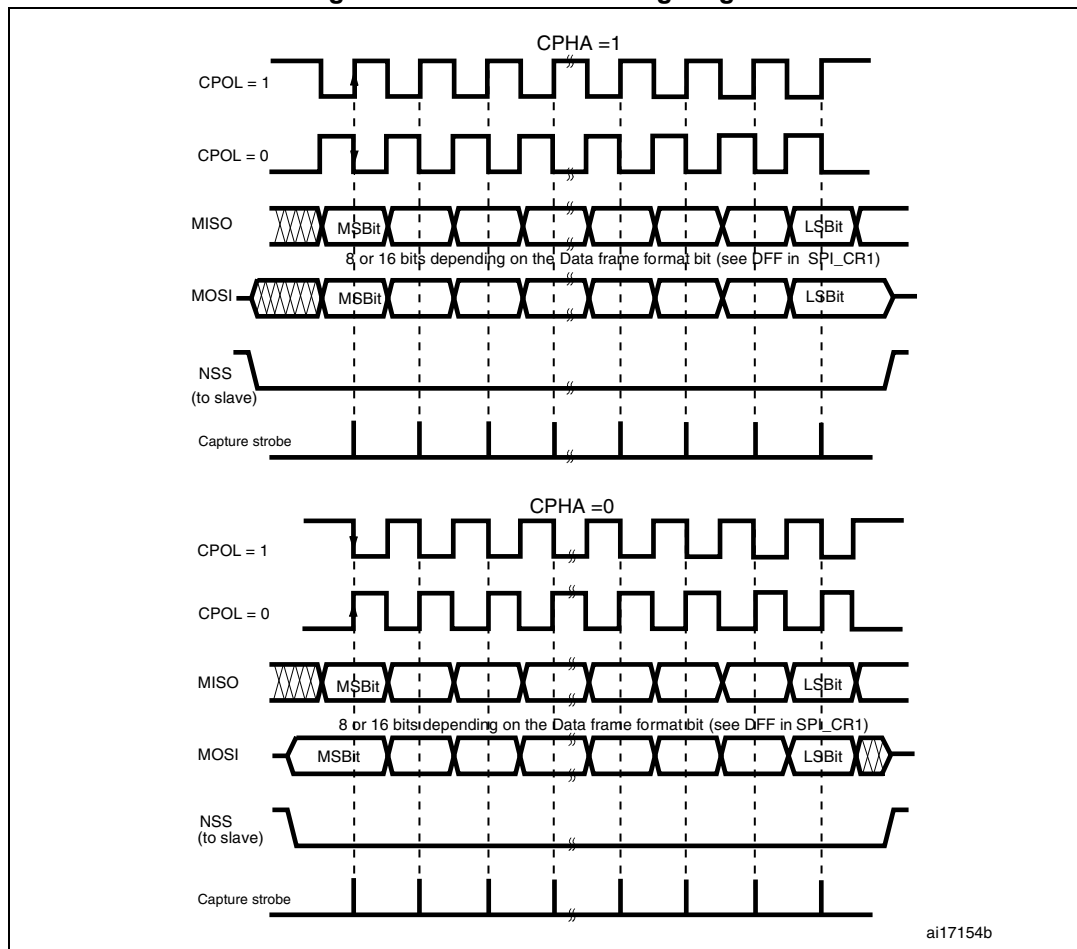 CPHA =1
CPOL = 1
CPOL = 0
MISO
MSBit
LSBit
8 or 16 bits depending on the Data frame format bit (see DFF in SPI_CR1)
MOSI
MSBit
LSBit
NSS
(to slave)
Capture strobe
CPHA =0
CPOL = 1
CPOL = 0
MISO
MSBit
LSBit
8 or 16 bits depending on the Data frame format bit (see DFF in SPI_CR1)
MOSI
MSBit
LSBit
NSS
(to slave)
Capture strobe
ai17154b